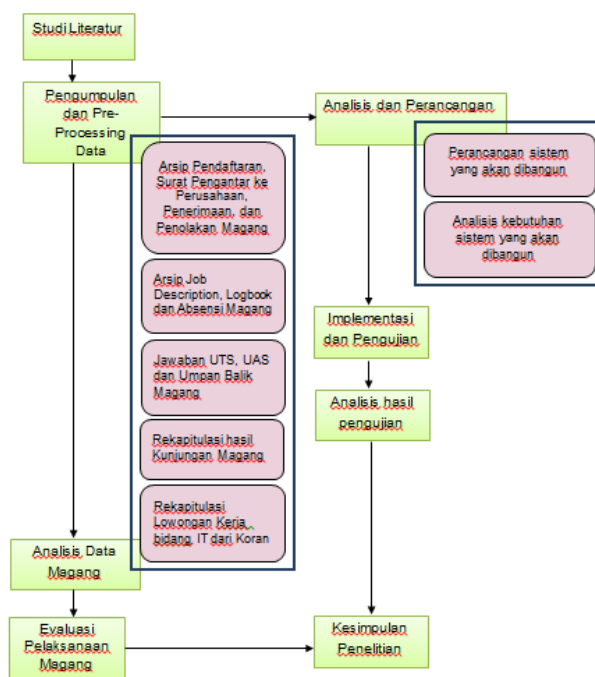 Studi Literatur
Pengumpulan
dan Pre-
Processing
Data
Analisis dan Perancangan
Arsip Pendaftaran,
Surat Pengantar ke
Perusahaan,
Penerimaan, dan
Penolakan Magang
Perancangan sistem
yang akan dibangun
Analisis kebutuhan
sistem yang akan
dibangun
Arsip Job
Description, Logbook
dan Absensi Magang
Implementasi
dan Pengujian
Jawaban UTS, UAS
dan Umpan Balik
Magang
Analisis hasil
pengujian
Rekapitulasi hasil
Kunjungan Magang
Rekapitulasi
Lowongan Kerja
bidang IT dari Koran
Analisis Data
Magang
Evaluasi
Pelaksanaan
Magang
Kesimpulan
Penelitian